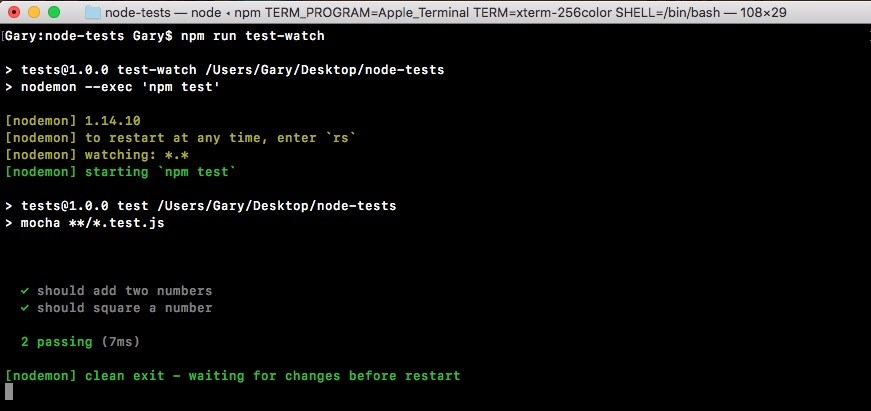 node-tests — node ◂ npm TERM_PROGRAM=Apple_Terminal TERM=xterm-256color SHELL=/bin/bash — 108×29
[Gary:node-tests Gary$ npm run test-watch
> tests@1.0.0 test-watch /Users/Gary/Desktop/node-tests
> nodemon --exec 'npm test'
[nodemon] 1.14.10
[nodemon] to restart at any time, enter `rs`
[nodemon] watching: *.*
[nodemon] starting `npm test`
> tests@1.0.0 test /Users/Gary/Desktop/node-tests
> mocha **/*.test.js
✓ should add two numbers
✓ should square a number
2 passing (7ms)
[nodemon] clean exit - waiting for changes before restart